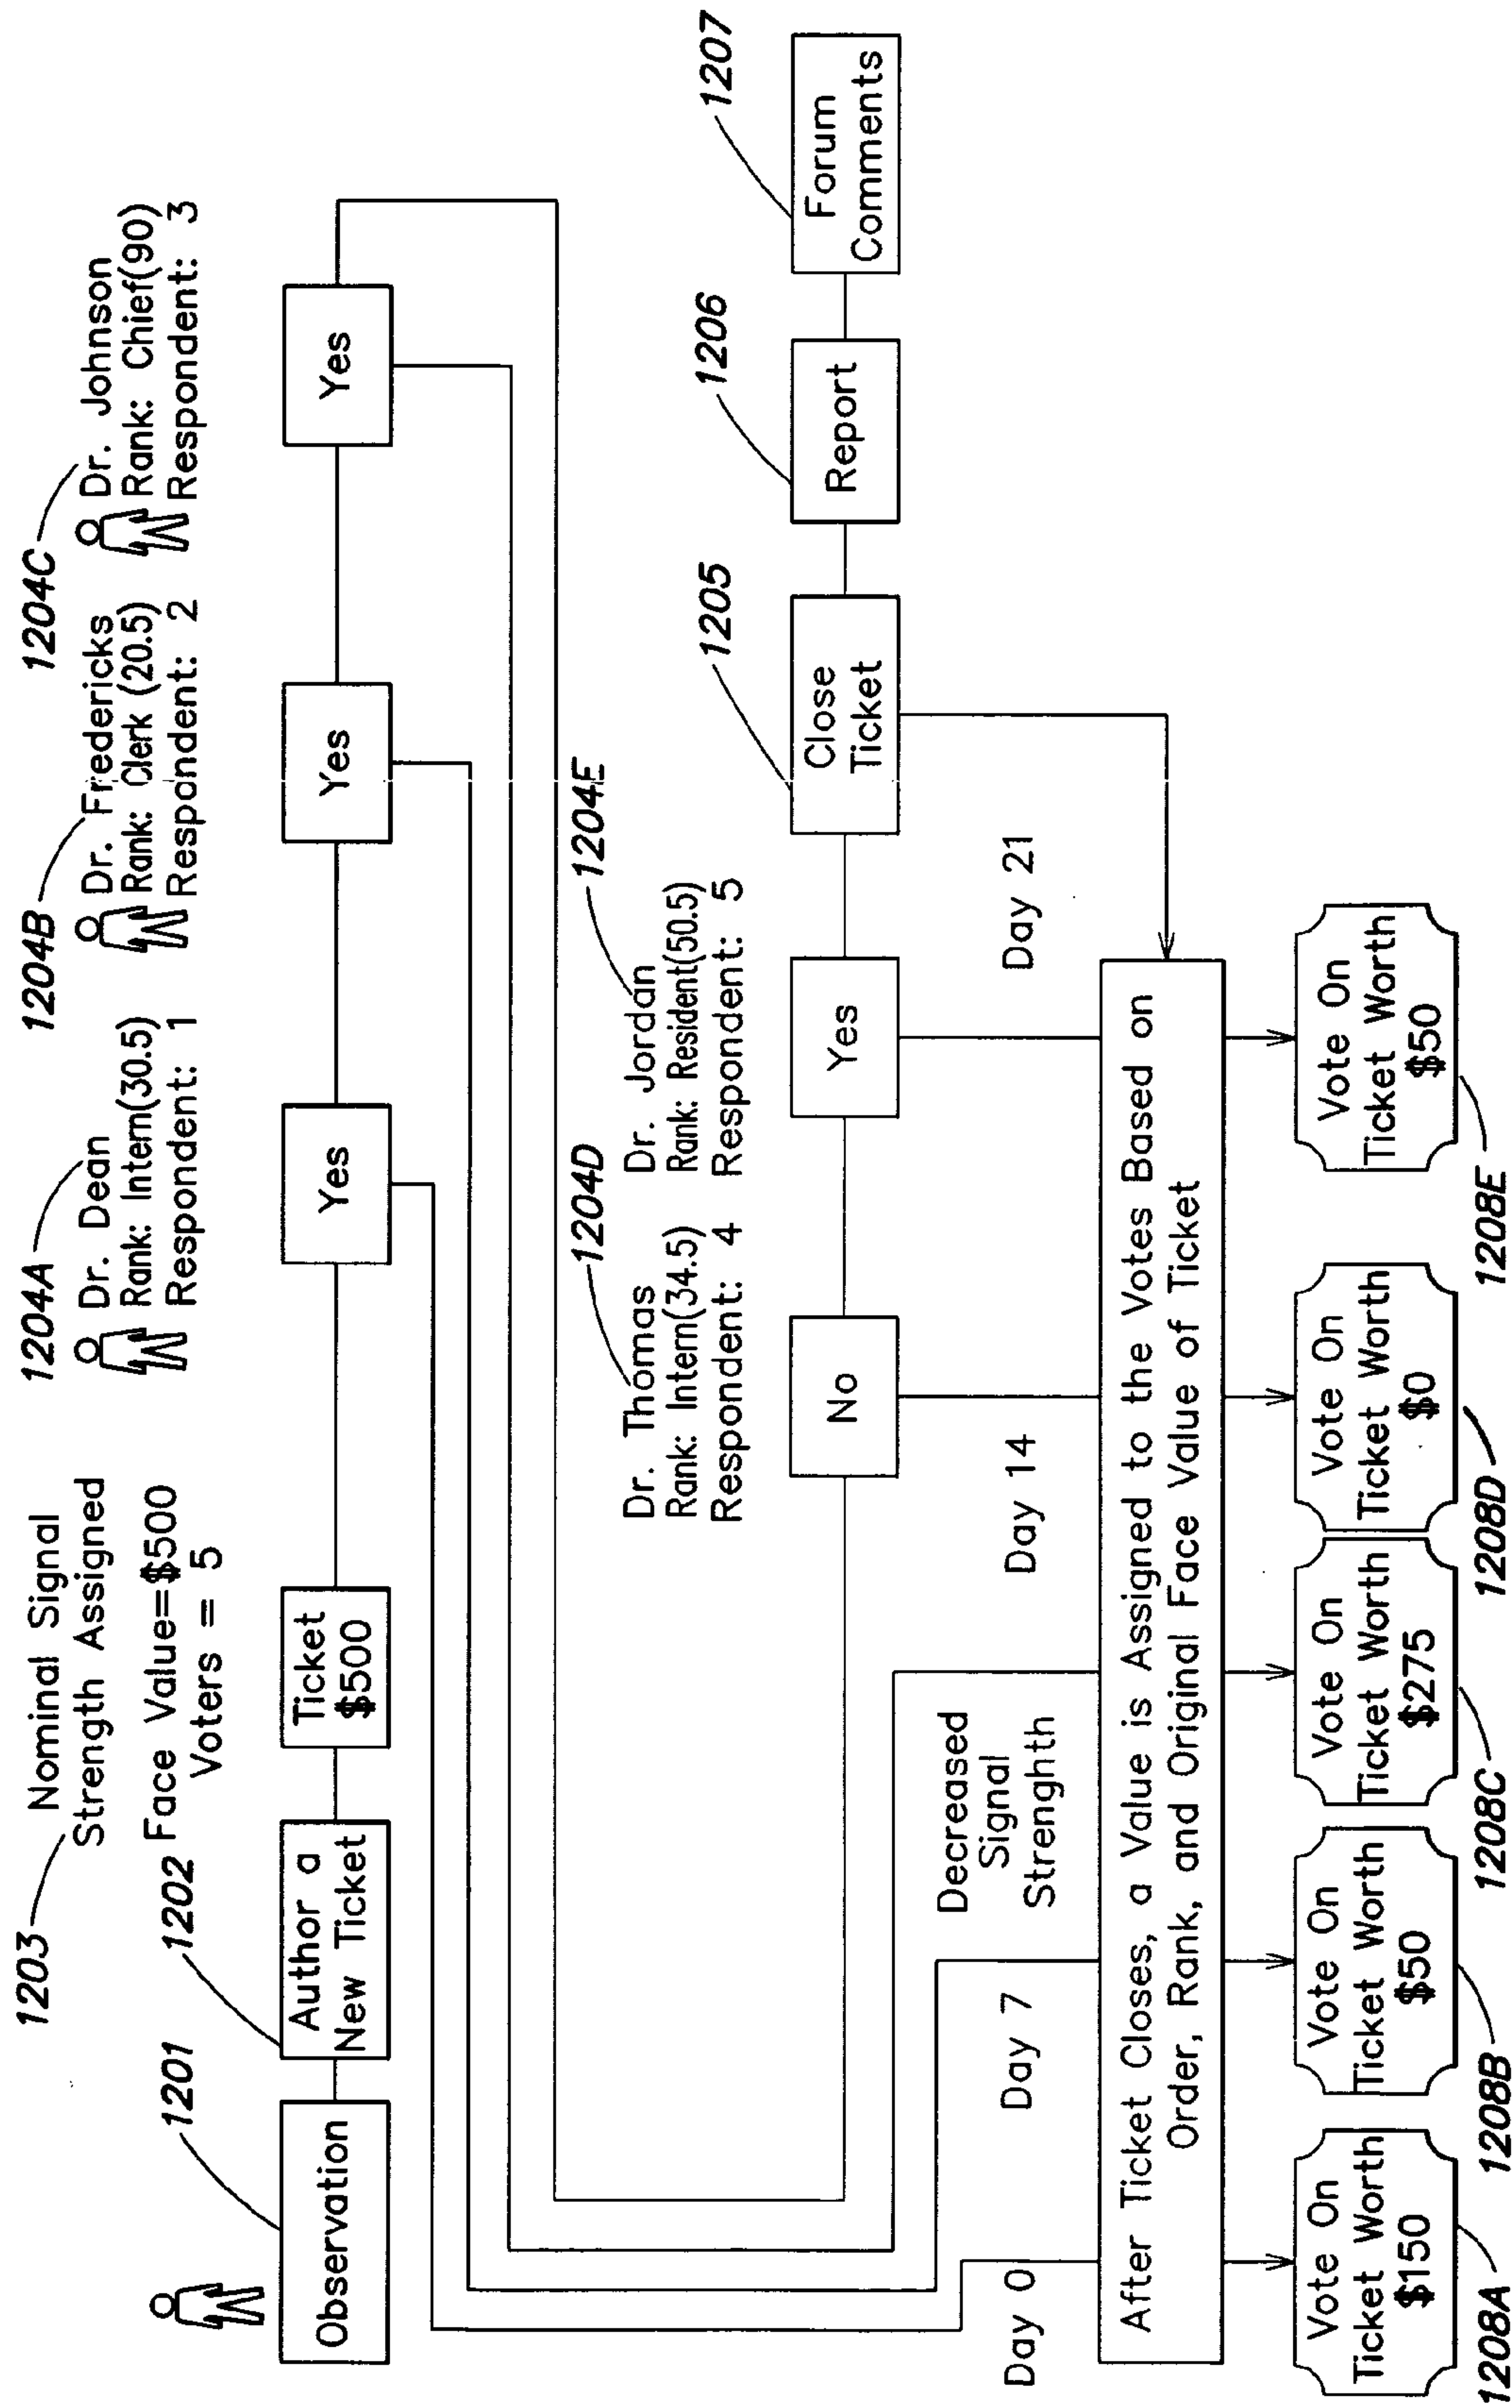 1203
Nominal Signal
Strength Assigned
1201
1202
Face Value=$500
Voters = 5
1204A
Dr. Dean
Rank: Intern(30.5)
Respondent: 1
1204B
Dr. Fredericks
Rank: Clerk (20.5)
Respondent: 2
1204C
Dr. Johnson
Rank: Chief(90)
Respondent: 3
Observation
Author a
New Ticket
Ticket
$500
Yes
Yes
Yes
1204D
Dr. Thomas
Rank: Intern(34.5)
Respondent: 4
1204E
Dr. Jordan
Rank: Resident(50.5)
Respondent: 5
1205
1206
1207
No
Yes
Close
Ticket
Report
Forum
Comments
Day 0
Day 7
Decreased
Signal
Strenghth
Day 14
Day 21
After Ticket Closes, a Value is Assigned to the Votes Based on
Order, Rank, and Original Face Value of Ticket
Vote On
Ticket Worth
$150
Vote On
Ticket Worth
$50
Vote On
Ticket Worth
$275
Vote On
Ticket Worth
$0
Vote On
Ticket Worth
$50
1208A
1208B
1208C
1208D
1208E